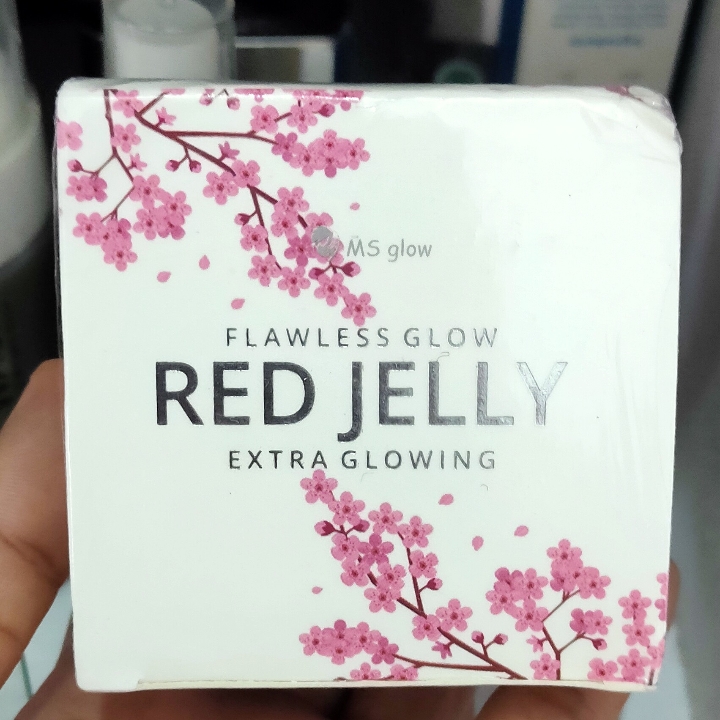 MS glow
FLAWLESS GLOW
RED JELLY
EXTRA GLOWING